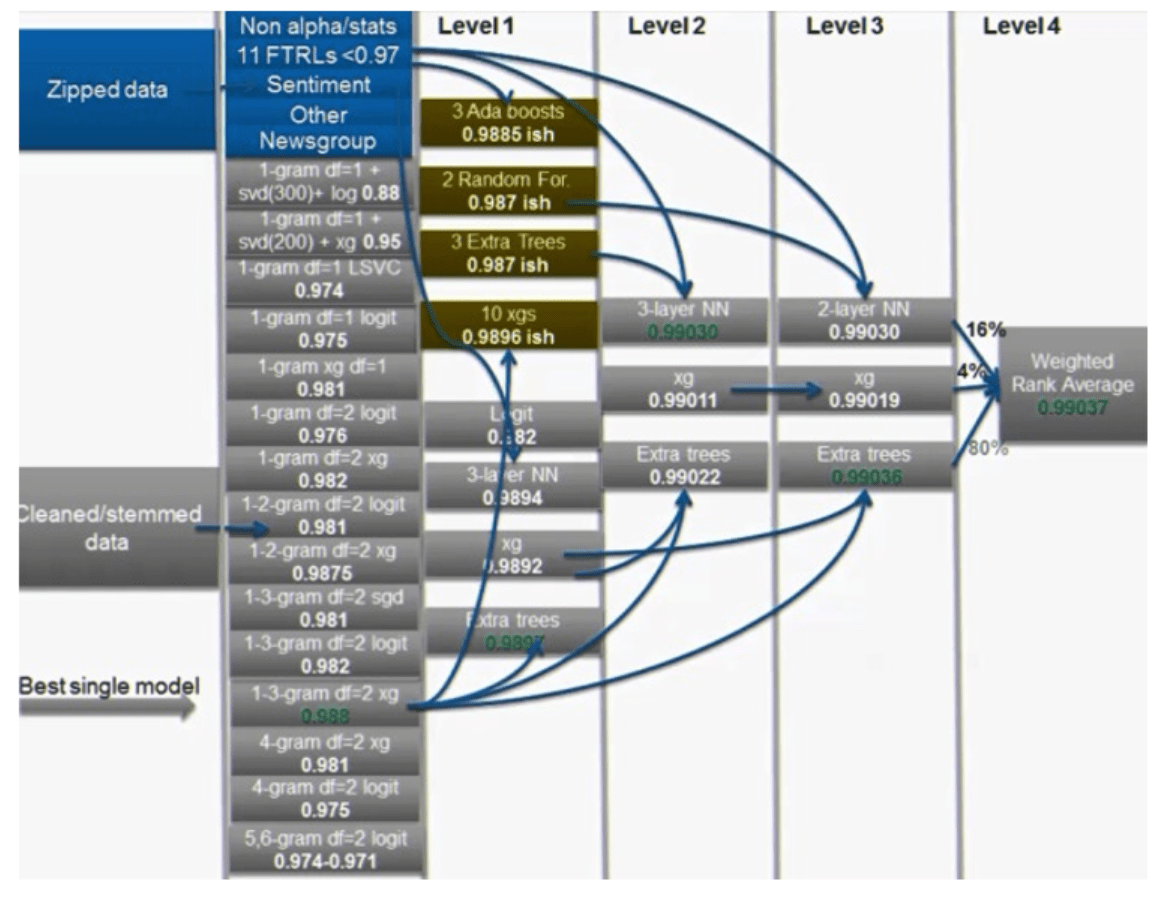 Zipped data
Cleaned/stemmed
data
Best single model
Non alpha/stats
11 FTRLs <0.97
Sentiment
Other
Newsgroup
1-gram df=1 +
svd(300)+ log 0.88
1-gram df=1 +
svd(200) + xg 0.95
1-gram df=1 LSVC
0.974
1-gram df=1 logit
0.975
1-gram xg df=1
0.981
1-gram df=2 logit
0.976
1-gram df=2 xg
0.982
1-2-gram df=2 logit
0.981
1-2-gram df=2 xg
0.9875
1-3-gram df=2 sgd
0.981
1-3-gram df=2 logit
0.982
1-3-gram df=2 xg
0.988
4-gram df=2 xg
0.981
4-gram df=2 logit
0.975
5,6-gram df=2 logit
0.974-0.971
Level 1
3 Ada boosts
0.9885 ish
2 Random For.
0.987 ish
3 Extra Trees
0.987 ish
10 xgs
0.9896 ish
Logit
3-layer NN
0.9894
xg
0.9892
Extra trees
0.9897
Level 2
3-layer NN
0.99030
xg
0.99011
Extra trees
0.99022
Level 3
2-layer NN
0.99030
xg
0.99019
Extra trees
0.99036
Level 4
16%
4%
80%
Weighted
Rank Average
0.99037